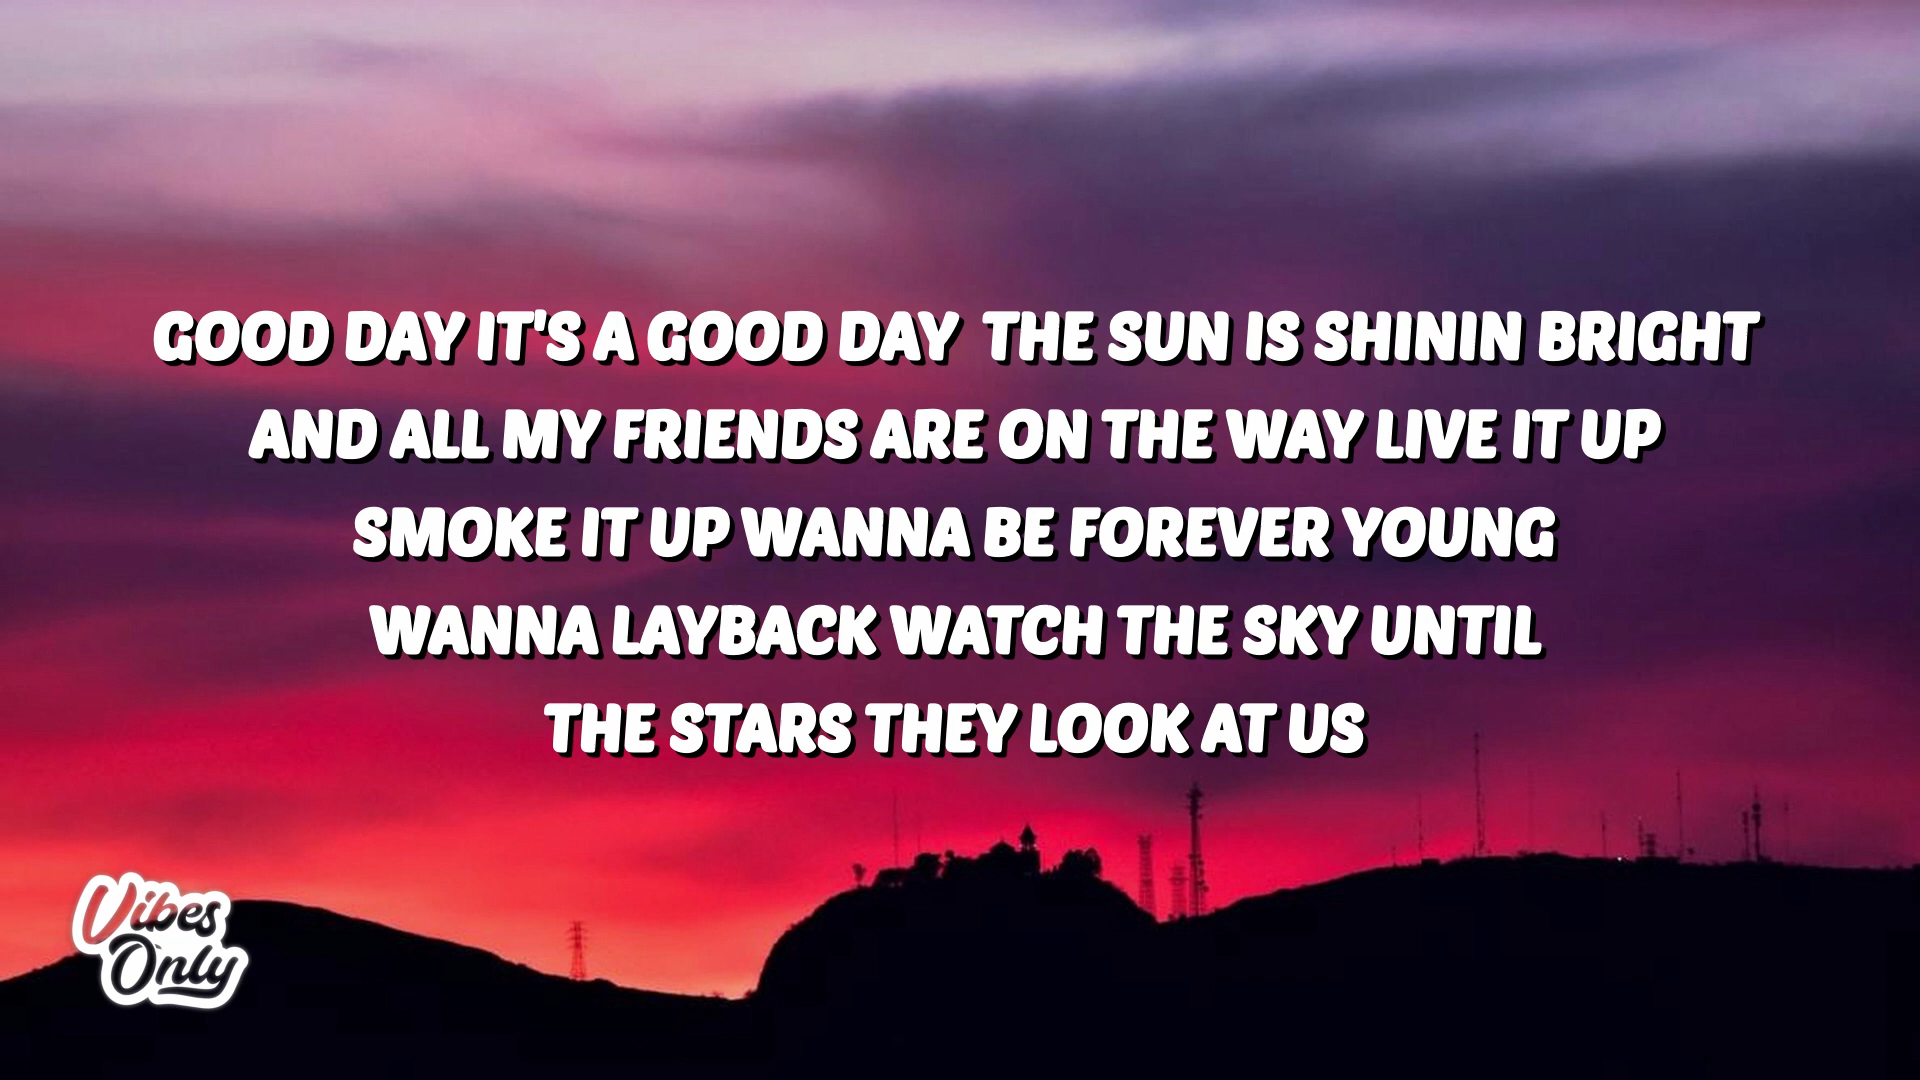 GOOD DAY IT'S A GOOD DAY  THE SUN IS SHININ BRIGHT
AND ALL MY FRIENDS ARE ON THE WAY LIVE IT UP
SMOKE IT UP WANNA BE FOREVER YOUNG
WANNA LAYBACK WATCH THE SKY UNTIL
THE STARS THEY LOOK AT US
Vibes
Only